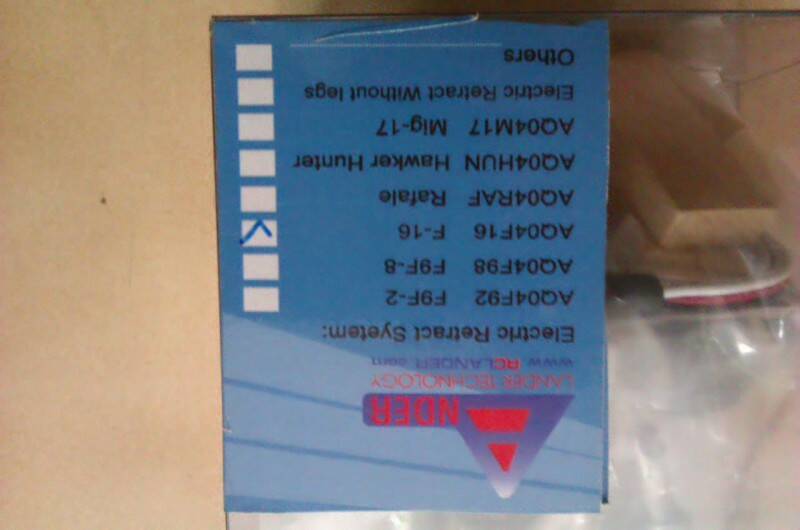 LANDER
LANDER TECHNOLOGY
www.RCLANDER.com
Electric Retract Sytem:
AQ04F92 F9F-2
AQ04F98 F9F-8
AQ04F16 F-16
AQ04RAF Rafale
AQ04HUN Hawker Hunter
AQ04M17 Mig-17
Electric Retract Without legs
Others